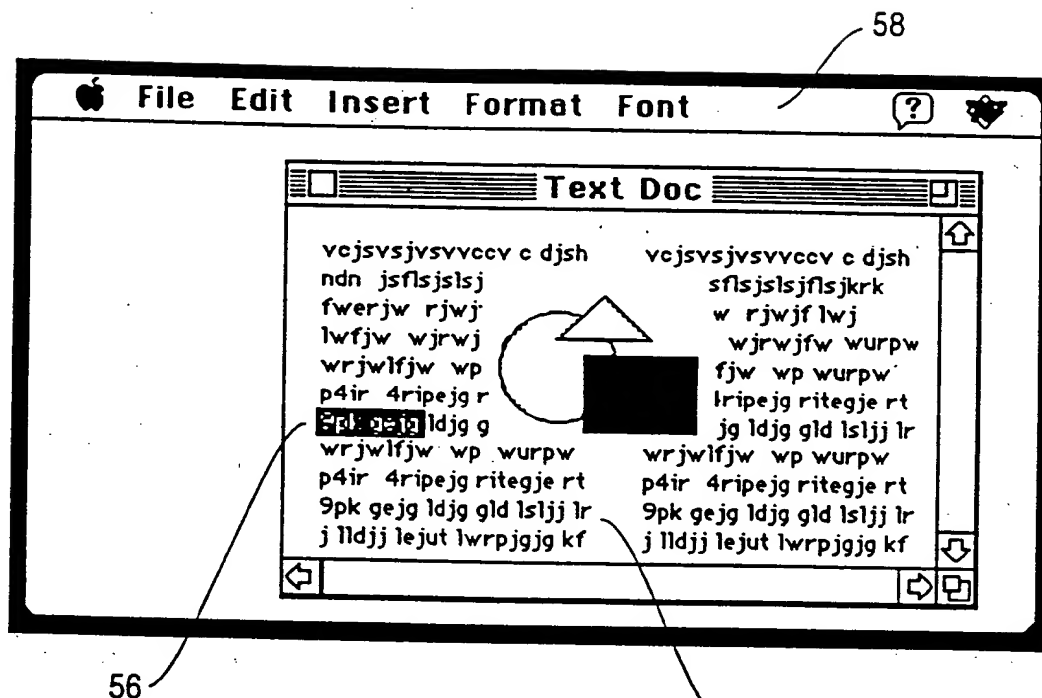 58
File Edit Insert Format Font ?
Text Doc
vcjsvsjvsvvccv c djsh
ndn jsflsjslsj
fwerjw rjwj
lwfjw wjrwj
wrjwlfjw wp
p4ir 4ripejg r
9pk gejg ldjg g
wrjwlfjw wp wurpw
p4ir 4ripejg ritegje rt
9pk gejg ldjg gld lsljj lr
j lldjj lejut lwrpjgjg kf
vcjsvsjvsvvccv c djsh
sflsjslsjflsjkrk
w rjwjf lwj
wjrwjfw wurpw
fjw wp wurpw
ripejg ritegje rt
jg ldjg gld lsljj lr
wrjwlfjw wp wurpw
p4ir 4ripejg ritegje rt
9pk gejg ldjg gld lsljj lr
j lldjj lejut lwrpjgjg kf
56